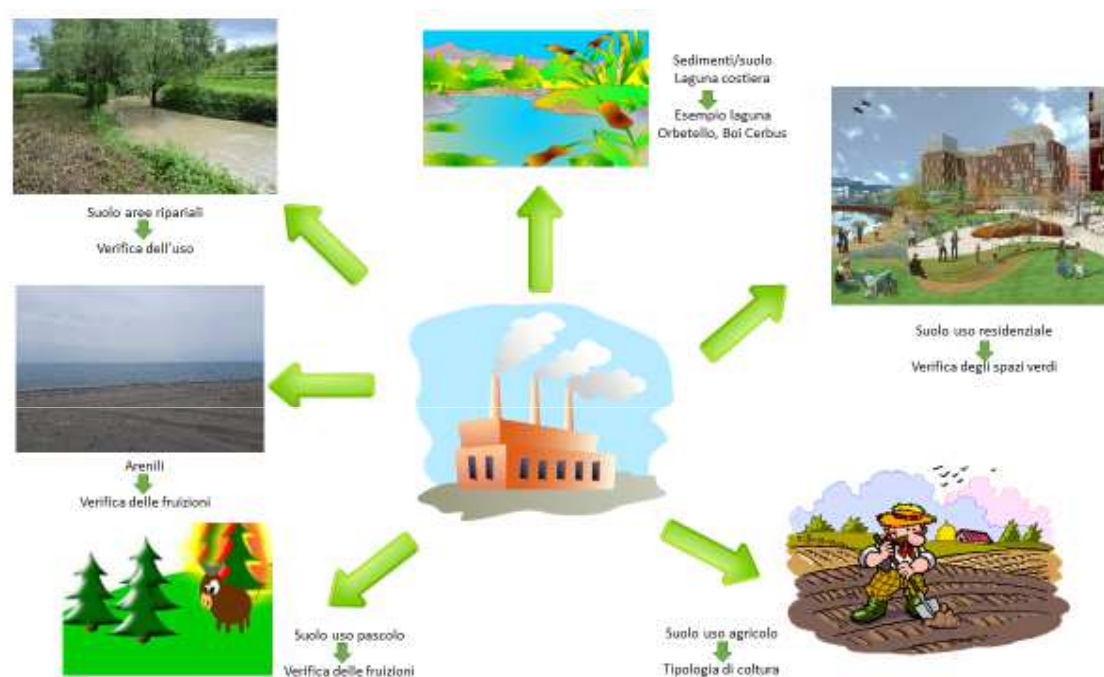 Sedimenti/suolo
Laguna costiera
Esempio laguna
Orbetello, Boi Cerbus
Suolo aree ripariali
Verifica dell'uso
Suolo uso residenziale
Verifica degli spazi verdi
Arenili
Verifica delle fruizioni
Suolo uso pascolo
Verifica delle fruizioni
Suolo uso agricolo
Tipologia di coltura